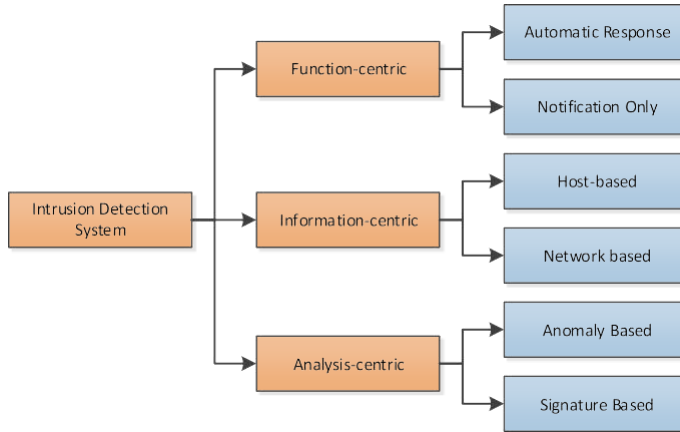 Automatic Response
Function-centric
Notification Only
Host-based
Intrusion Detection
System
Information-centric
Network based
Anomaly Based
Analysis-centric
Signature Based